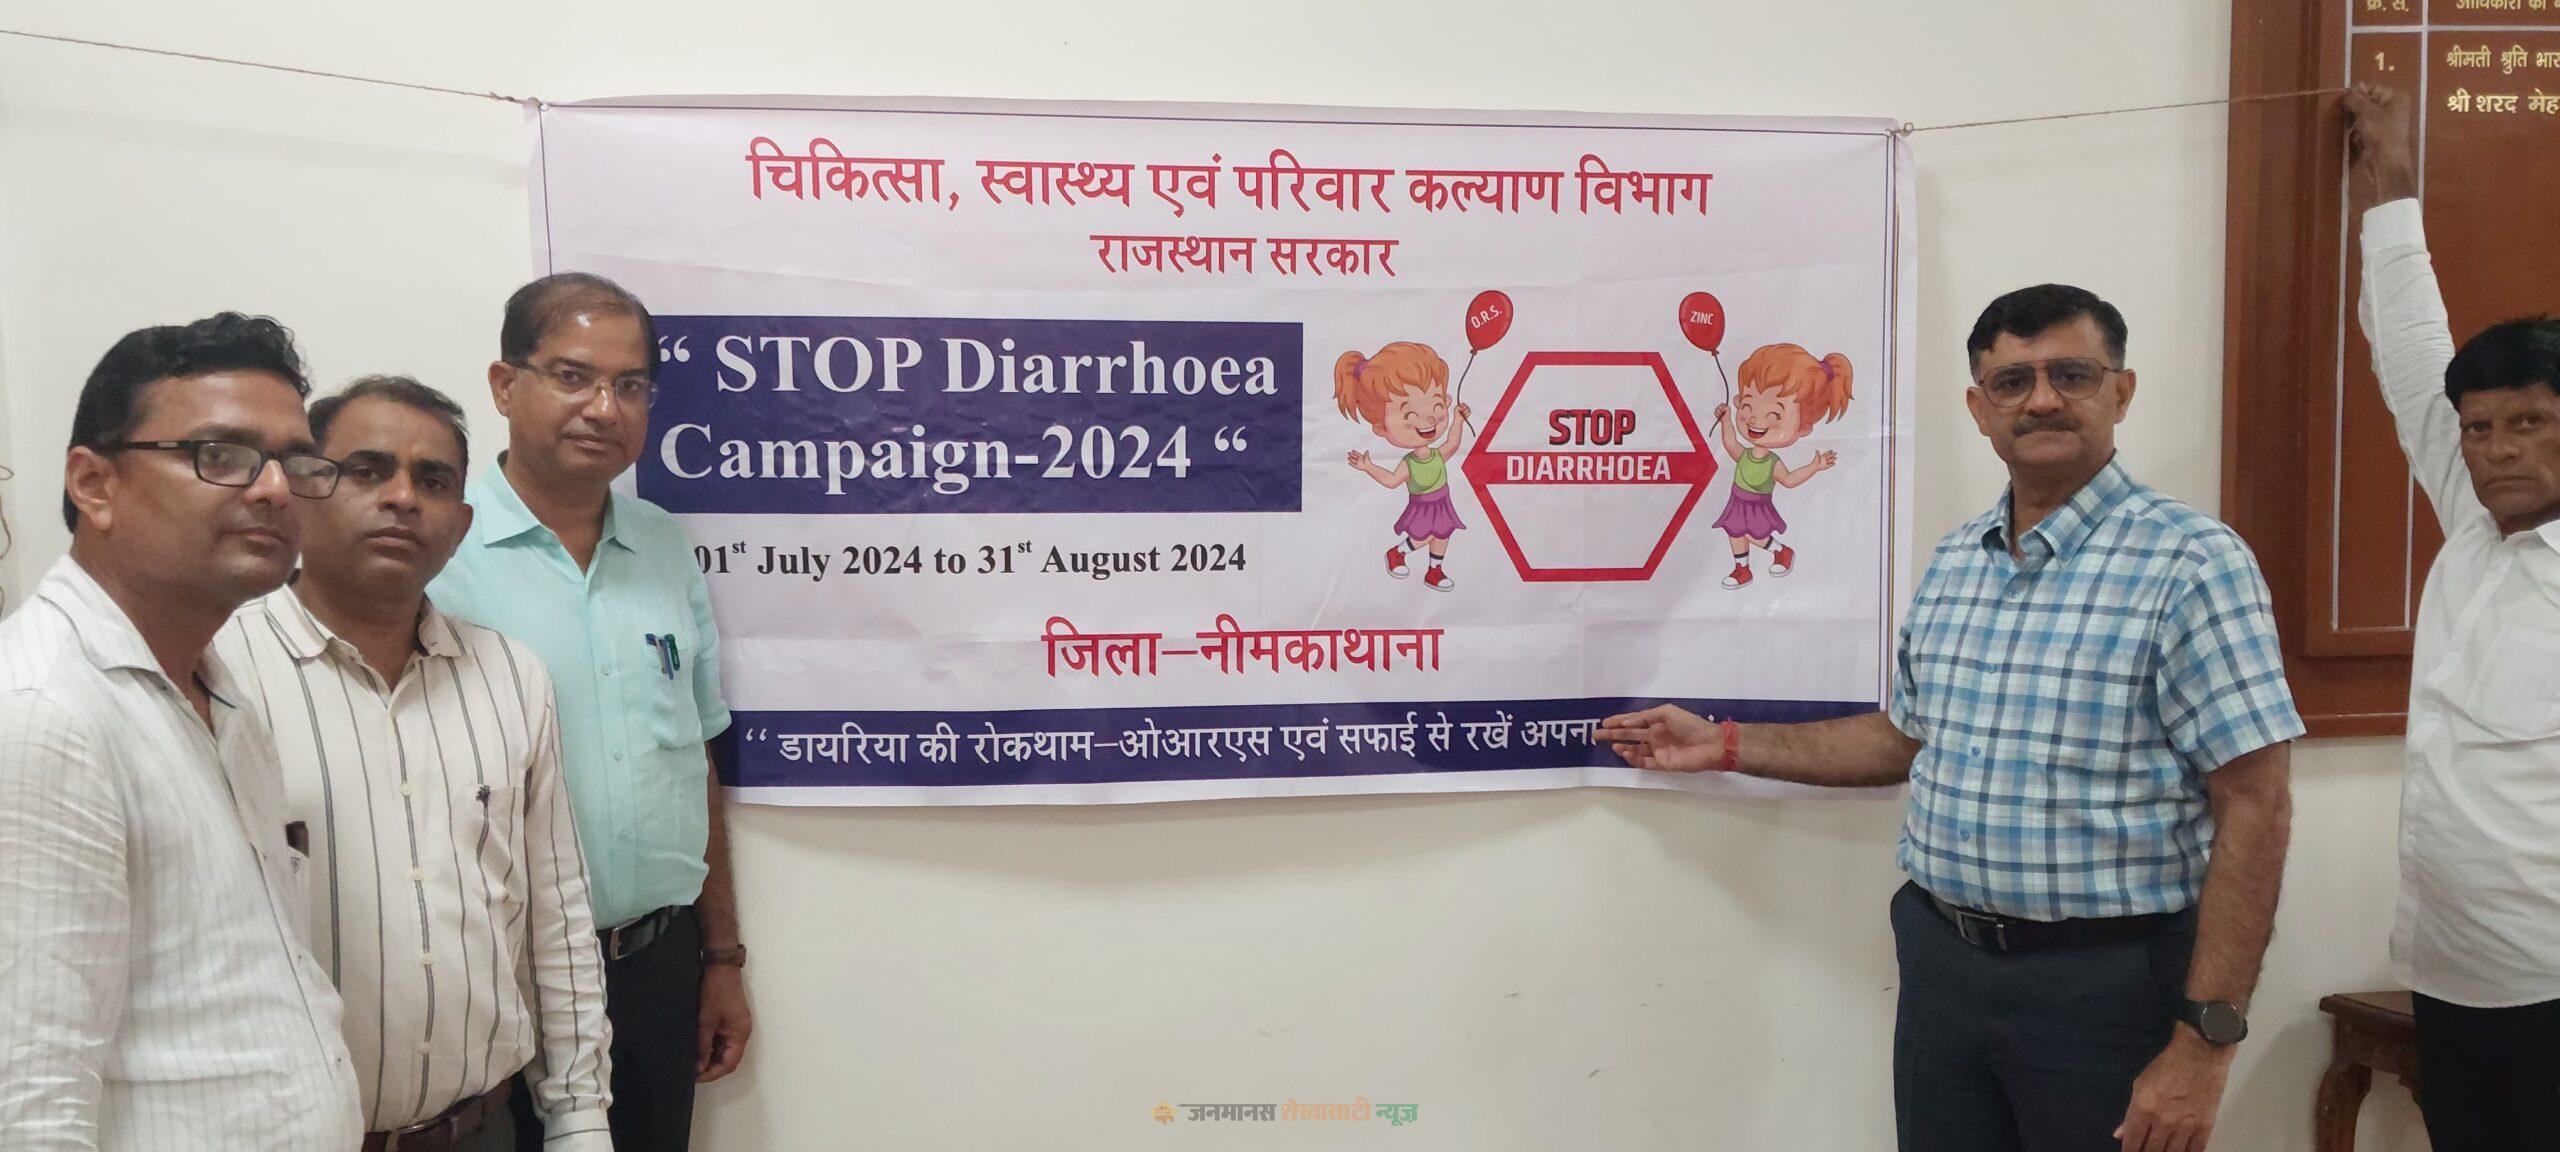 चिकित्सा, स्वास्थ्य एवं परिवार कल्याण विभाग
राजस्थान सरकार
“ STOP Diarrhoea
Campaign-2024 “
01st July 2024 to 31st August 2024
O.R.S.
ZINC
STOP
DIARRHOEA
जिला–नीमकाथाना
“ डायरिया की रोकथाम–ओआरएस एवं सफाई से रखें अपना
क्र. सं.
1.
श्रीमती श्रुति
श्री शरद
जनमानस शेखावाटी न्यूज़